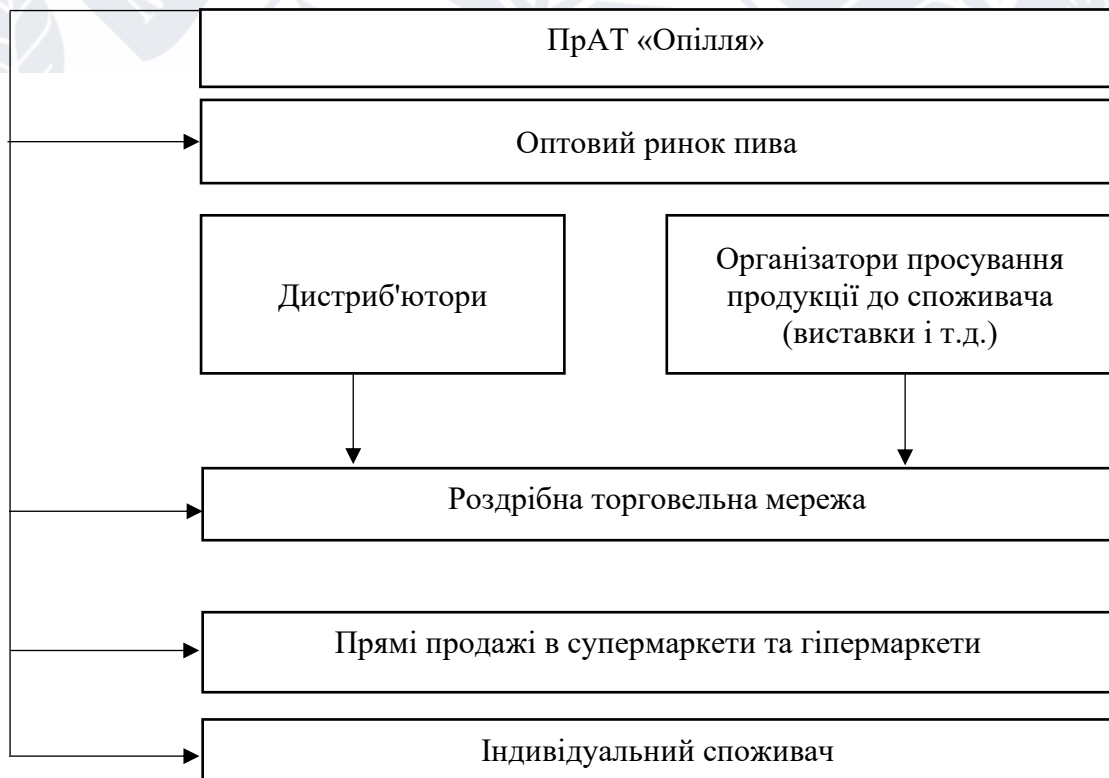 ПрАТ «Опілля»
Оптовий ринок пива
Дистриб'ютори
Організатори просування
продукції до споживача
(виставки і т.д.)
Роздрібна торговельна мережа
Прямі продажі в супермаркети та гіпермаркети
Індивідуальний споживач